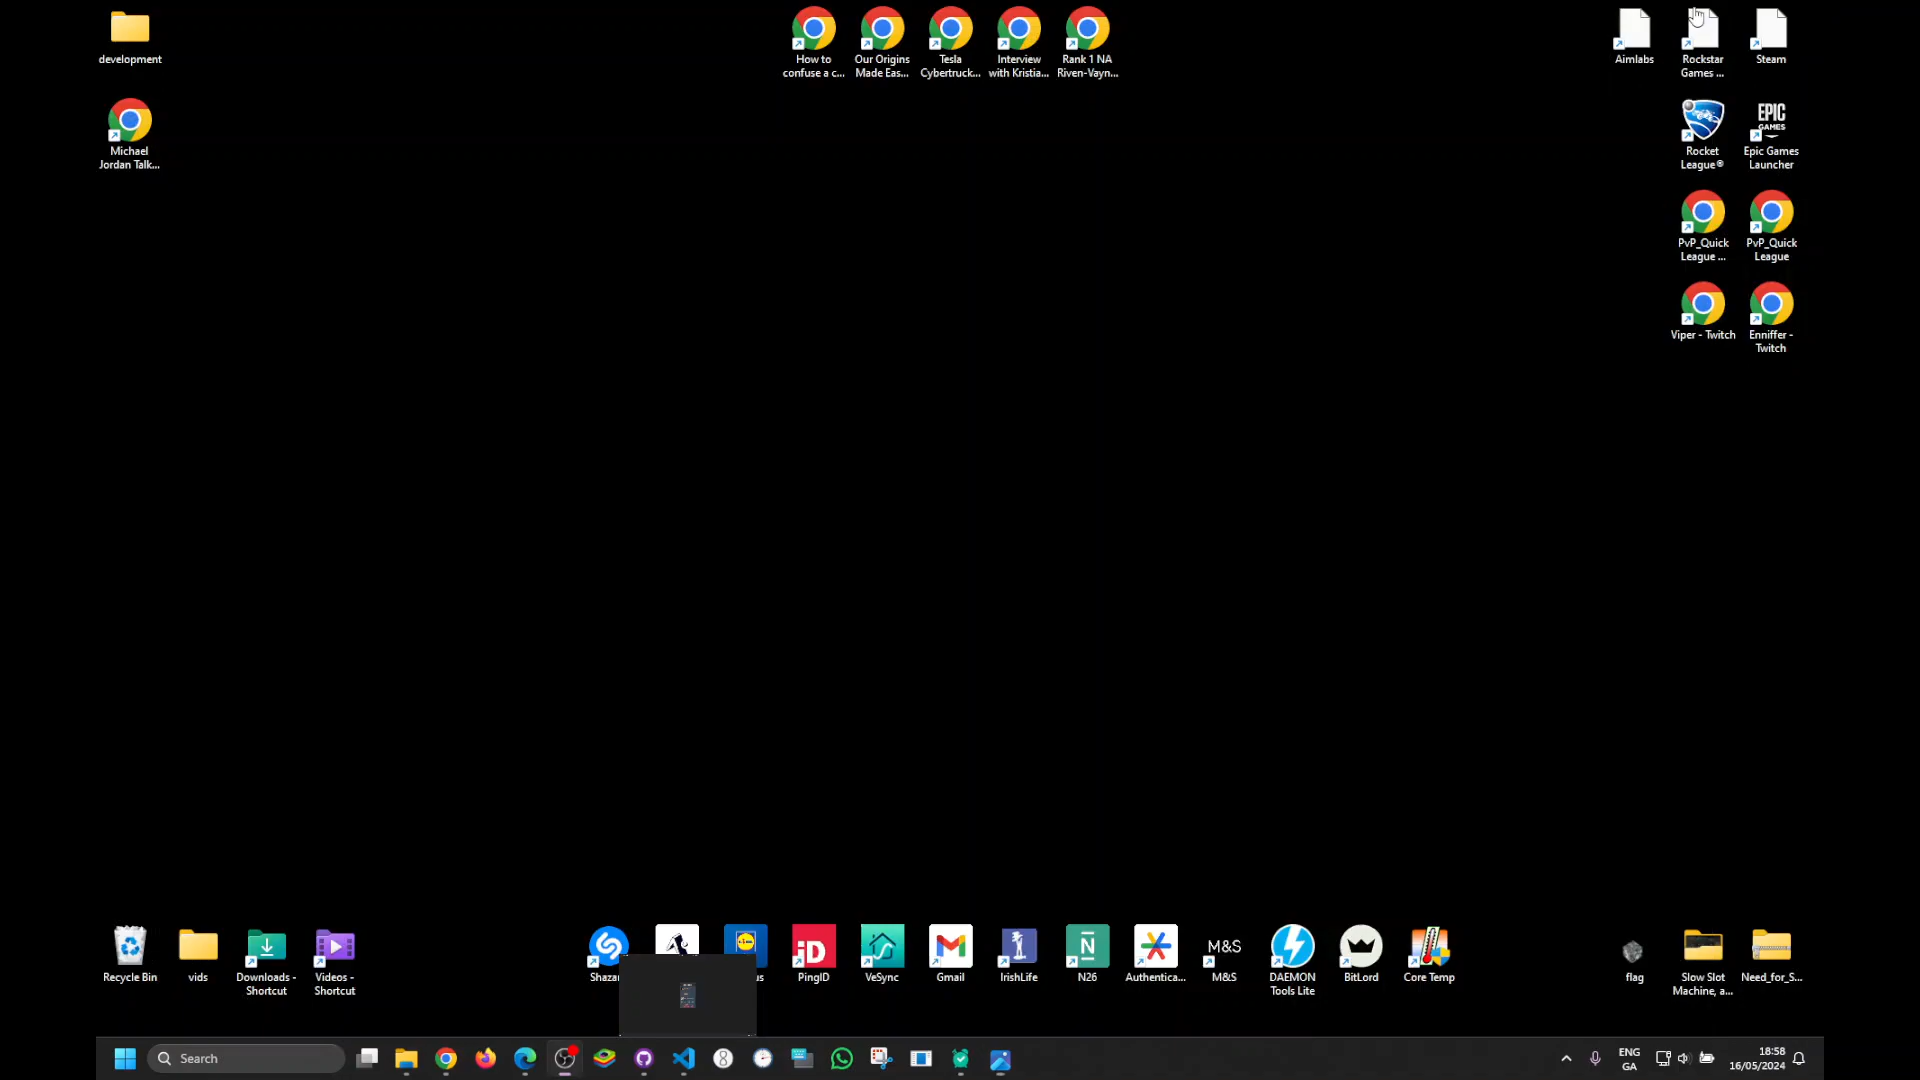 development
How to
confuse a c...
Our Origins
Made Eas...
Tesla
Cybertruck...
Interview
with Kristia...
Rank 1 NA
Riven-Vayn...
Aimlabs
Rockstar
Games ...
Steam
Michael
Jordan Talk...
Rocket
League®
EPIC
GAMES
Epic Games
Launcher
PvP_Quick
League ...
PvP_Quick
League
Viper - Twitch
Enniffer -
Twitch
Recycle Bin
vids
Downloads -
Shortcut
Videos -
Shortcut
iD
PingID
VeSync
Gmail
IrishLife
N
N26
Authentica...
M&S
M&S
DAEMON
Tools Lite
BitLord
Core Temp
flag
Slow Slot
Machine, a...
Need_for_S...
Search
ENG
GA
18:58
16/05/2024